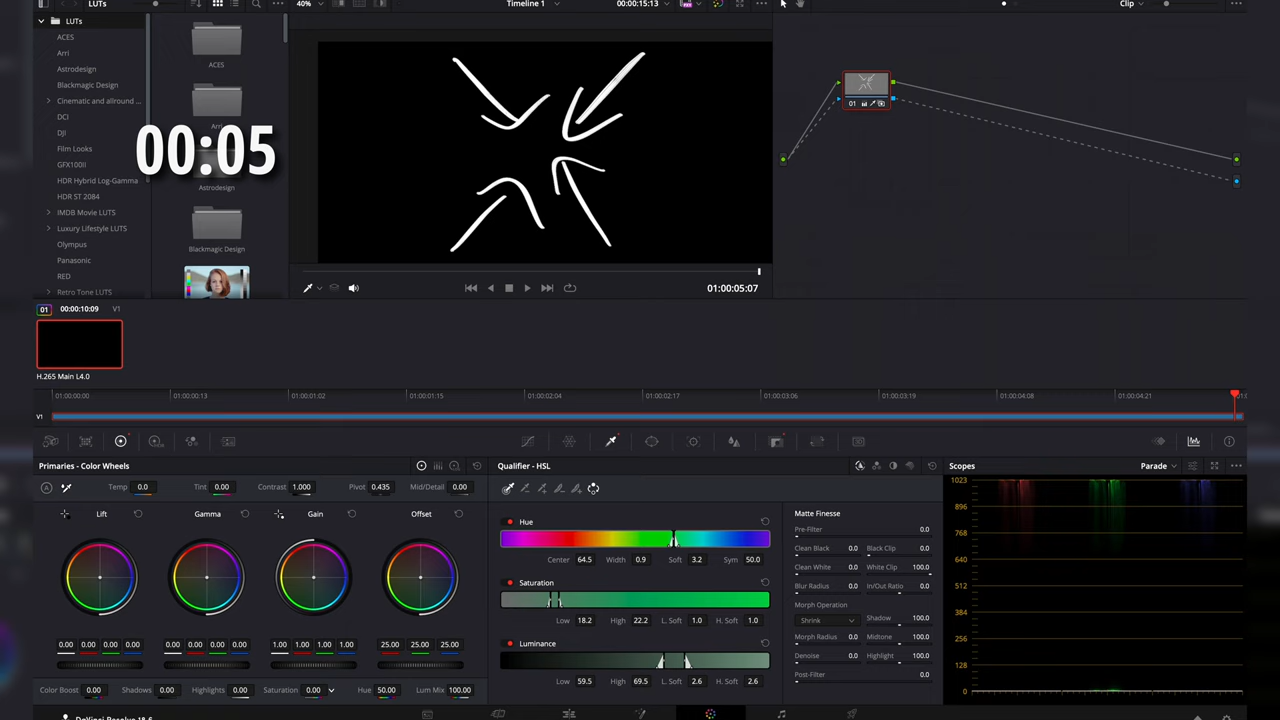 LUTs
40%
Timeline 1
00:00:15:13
Clip
LUTs
ACES
Arri
Astrodesign
Blackmagic Design
Cinematic and allround ...
DCI
DJI
Film Looks
GFX100II
HDR Hybrid Log-Gamma
HDR ST 2084
IMDB Movie LUTS
Luxury Lifestyle LUTS
Olympus
Panasonic
RED
Retro Tone LUTS
ACES
Arri
00:05
Astrodesign
Blackmagic Design
01
01:00:05:07
01
00:00:10:09
V1
H.265 Main L4.0
01:00:00:00
01:00:00:13
01:00:01:02
01:00:01:15
01:00:02:04
01:00:02:17
01:00:03:06
01:00:03:19
01:00:04:08
01:00:04:21
V1
Primaries - Color Wheels
Temp 0.0
Tint 0.00
Contrast 1.000
Pivot 0.435
Mid/Detail 0.00
Lift
Gamma
Gain
Offset
0.00 0.00 0.00 0.00
0.00 0.00 0.00 0.00
1.00 1.00 1.00 1.00
25.00 25.00 25.00
Color Boost 0.00
Shadows 0.00
Highlights 0.00
Saturation 0.00
Hue 50.00
Lum Mix 100.00
Qualifier - HSL
Hue
Center 64.5
Width 0.9
Soft 3.2
Sym 50.0
Saturation
Low 18.2
High 22.2
L. Soft 1.0
H. Soft 1.0
Luminance
Low 59.5
High 69.5
L. Soft 2.6
H. Soft 2.6
Matte Finesse
Pre-Filter 0.0
Clean Black 0.0
Black Clip 0.0
Clean White 0.0
White Clip 100.0
Blur Radius 0.0
In/Out Ratio 0.0
Morph Operation
Shrink
Shadow 100.0
Morph Radius 0.0
Midtone 100.0
Denoise 0.0
Highlight 100.0
Post-Filter 0.0
Scopes
Parade
1023
896
768
640
512
384
256
128
0